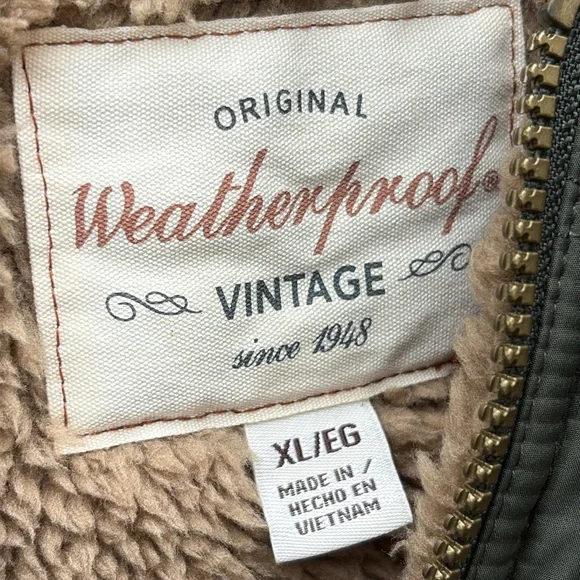 ORIGINAL
Weatherproof®
VINTAGE
since 1948
XL/EG
MADE IN /
HECHO EN
VIETNAM